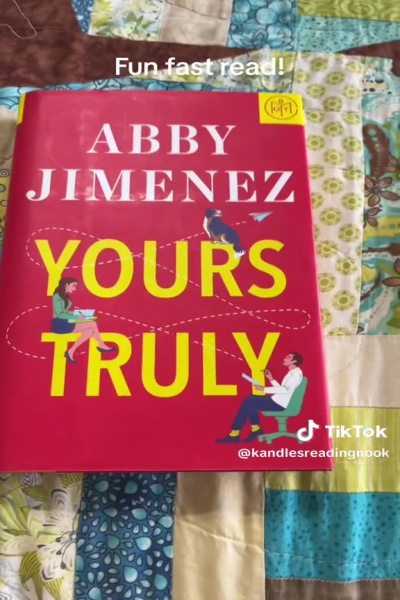 Fun fast read!
ABBY
JIMENEZ
YOURS
TRULY
TikTok
@kandlesreadingnook